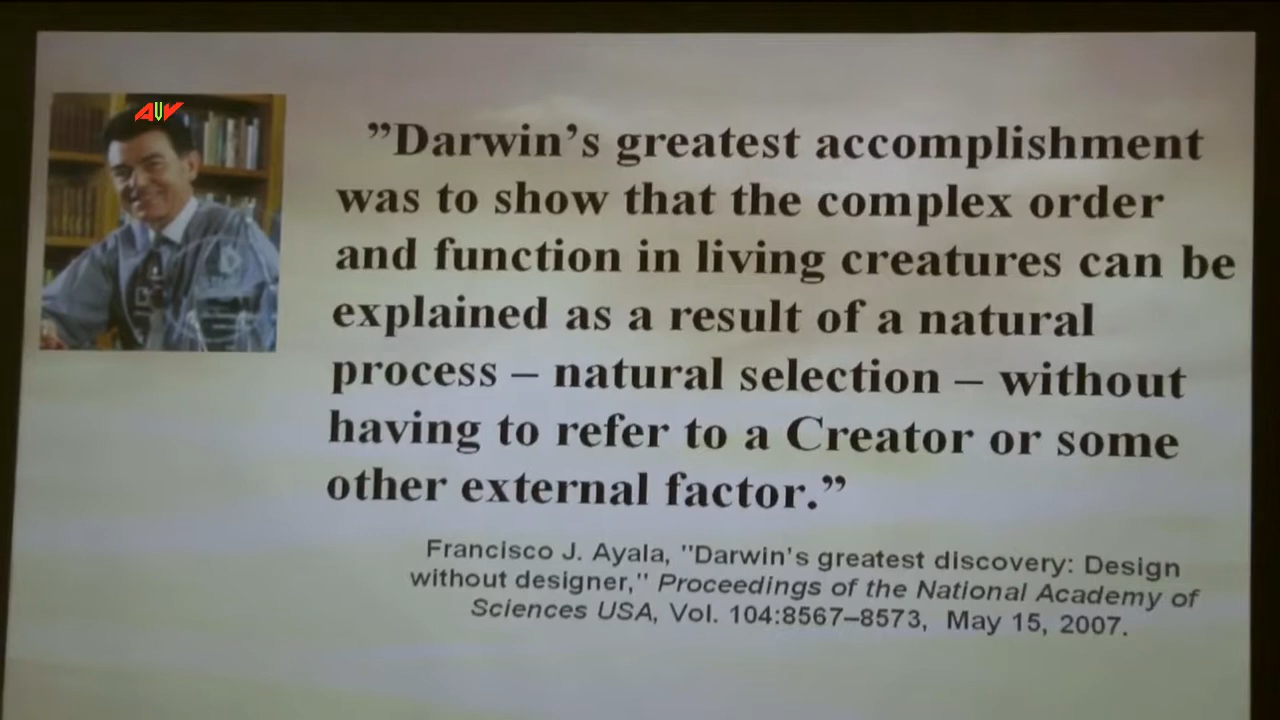 AVV
”Darwin’s greatest accomplishment
was to show that the complex order
and function in living creatures can be
explained as a result of a natural
process – natural selection – without
having to refer to a Creator or some
other external factor.”
Francisco J. Ayala, "Darwin's greatest discovery: Design
without designer," Proceedings of the National Academy of
Sciences USA, Vol. 104:8567–8573, May 15, 2007.